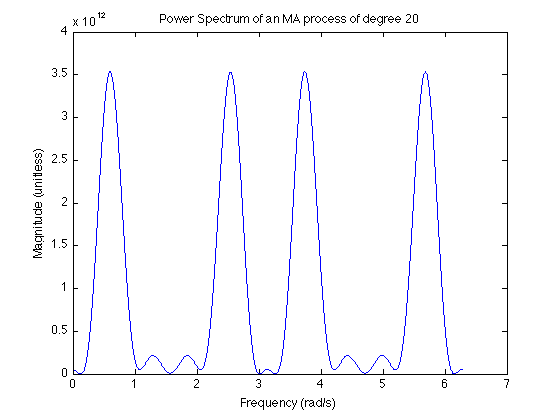 Power Spectrum of an MA process of degree 20
x 10^12
4
3.5
3
2.5
2
1.5
1
0.5
0
Magnitude (unitless)
0 1 2 3 4 5 6 7
Frequency (rad/s)